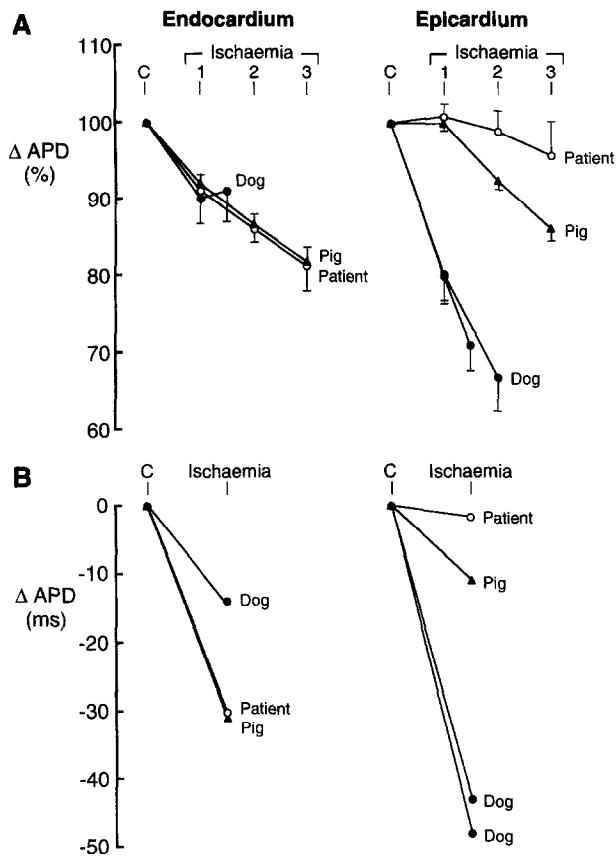 A
Endocardium
Epicardium
Ischaemia
Ischaemia
C 1 2 3
C 1 2 3
110
100
90
80
70
60
Δ APD
(%)
Dog
Pig
Patient
Patient
Pig
Dog
B
C Ischaemia
C Ischaemia
0
-10
-20
-30
-40
-50
Δ APD
(ms)
Dog
Patient
Pig
Patient
Pig
Dog
Dog